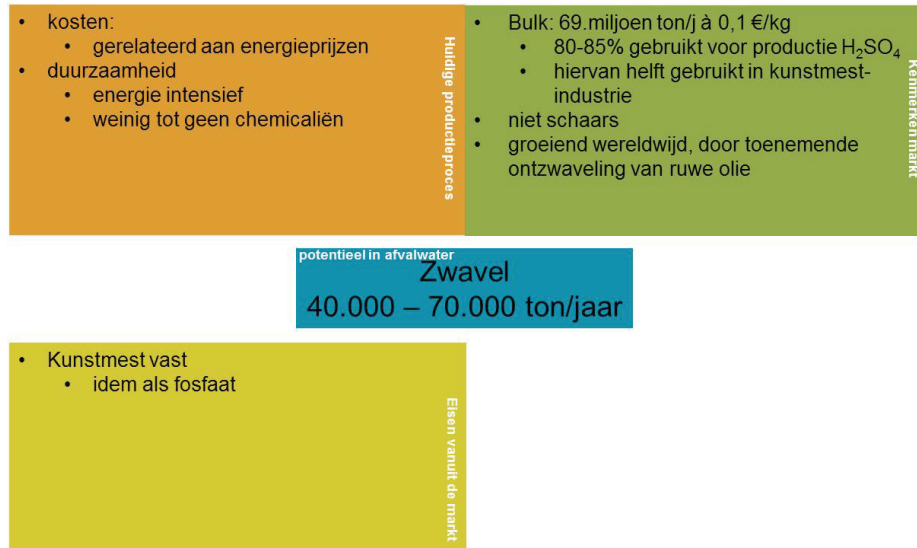 • kosten:
• gerelateerd aan energieprijzen
• duurzaamheid
• energie intensief
• weinig tot geen chemicaliën
Huidige productieproces
• Bulk: 69.miljoen ton/j à 0,1 €/kg
• 80-85% gebruikt voor productie H₂SO₄
• hiervan helft gebruikt in kunstmest-
industrie
• niet schaars
• groeiend wereldwijd, door toenemende
ontzwaveling van ruwe olie
Kenmerken markt
potentieel in afvalwater
Zwavel
40.000 – 70.000 ton/jaar
• Kunstmest vast
• idem als fosfaat
Eisen vanuit de markt